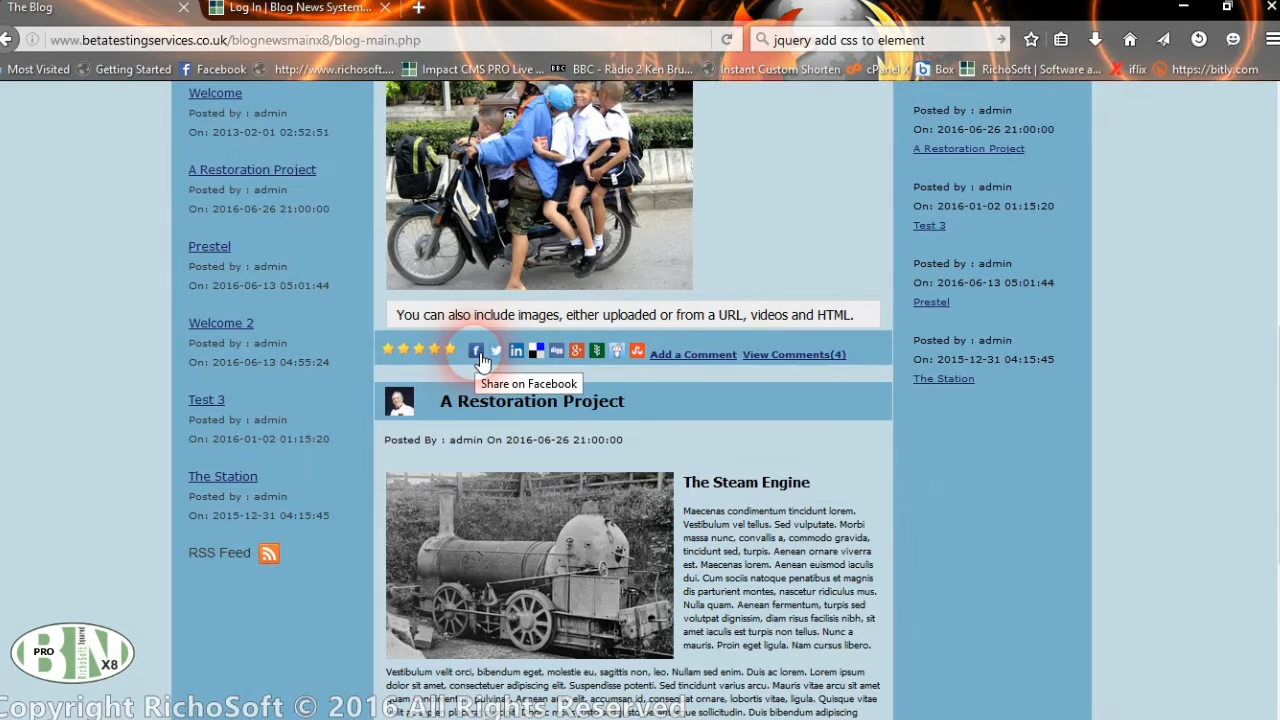 The Blog
Log In | Blog News System...
www.betatestingservices.co.uk/blognewsmainx8/blog-main.php
jquery add css to element
Most Visited Getting Started Facebook http://www.richosoft.... Impact CMS PRO Live ... BBC - Radio 2 Ken Bru... Instant Custom Shorten cPanel X Box RichoSoft | Software a... iflix https://bitly.com
Welcome
Posted by : admin
On: 2013-02-01 02:52:51
A Restoration Project
Posted by : admin
On: 2016-06-26 21:00:00
Prestel
Posted by : admin
On: 2016-06-13 05:01:44
Welcome 2
Posted by : admin
On: 2016-06-13 04:55:24
Test 3
Posted by : admin
On: 2016-01-02 01:15:20
The Station
Posted by : admin
On: 2015-12-31 04:15:45
RSS Feed
You can also include images, either uploaded or from a URL, videos and HTML.
Add a Comment View Comments(4)
Share on Facebook
A Restoration Project
Posted By : admin On 2016-06-26 21:00:00
The Steam Engine
Maecenas condimentum tincidunt lorem.
Vestibulum vel tellus. Sed vulputate. Morbi
massa nunc, convallis a, commodo gravida,
tincidunt sed, turpis. Aenean ornare viverra
est. Maecenas lorem. Aenean euismod iaculis
dui. Cum sociis natoque penatibus et magnis
dis parturient montes, nascetur ridiculus mus.
Nulla quam. Aenean fermentum, turpis sed
volutpat dignissim, diam risus facilisis nibh, sit
amet iaculis est turpis non tellus. Nunc a
mauris. Proin eget ligula. Nam cursus libero.
Vestibulum velit orci, bibendum eget, molestie eu, sagittis non, leo. Nullam sed enim. Duis ac lorem. Lorem ipsum
dolor sit amet, consectetuer adipiscing elit. Suspendisse potenti. Sed tincidunt varius arcu. Mauris vitae arcu sit amet
Posted by : admin
On: 2016-06-26 21:00:00
A Restoration Project
Posted by : admin
On: 2016-01-02 01:15:20
Test 3
Posted by : admin
On: 2016-06-13 05:01:44
Prestel
Posted by : admin
On: 2015-12-31 04:15:45
The Station
PRO BN X8
Copyright RichoSoft © 2016 All Rights Reserved